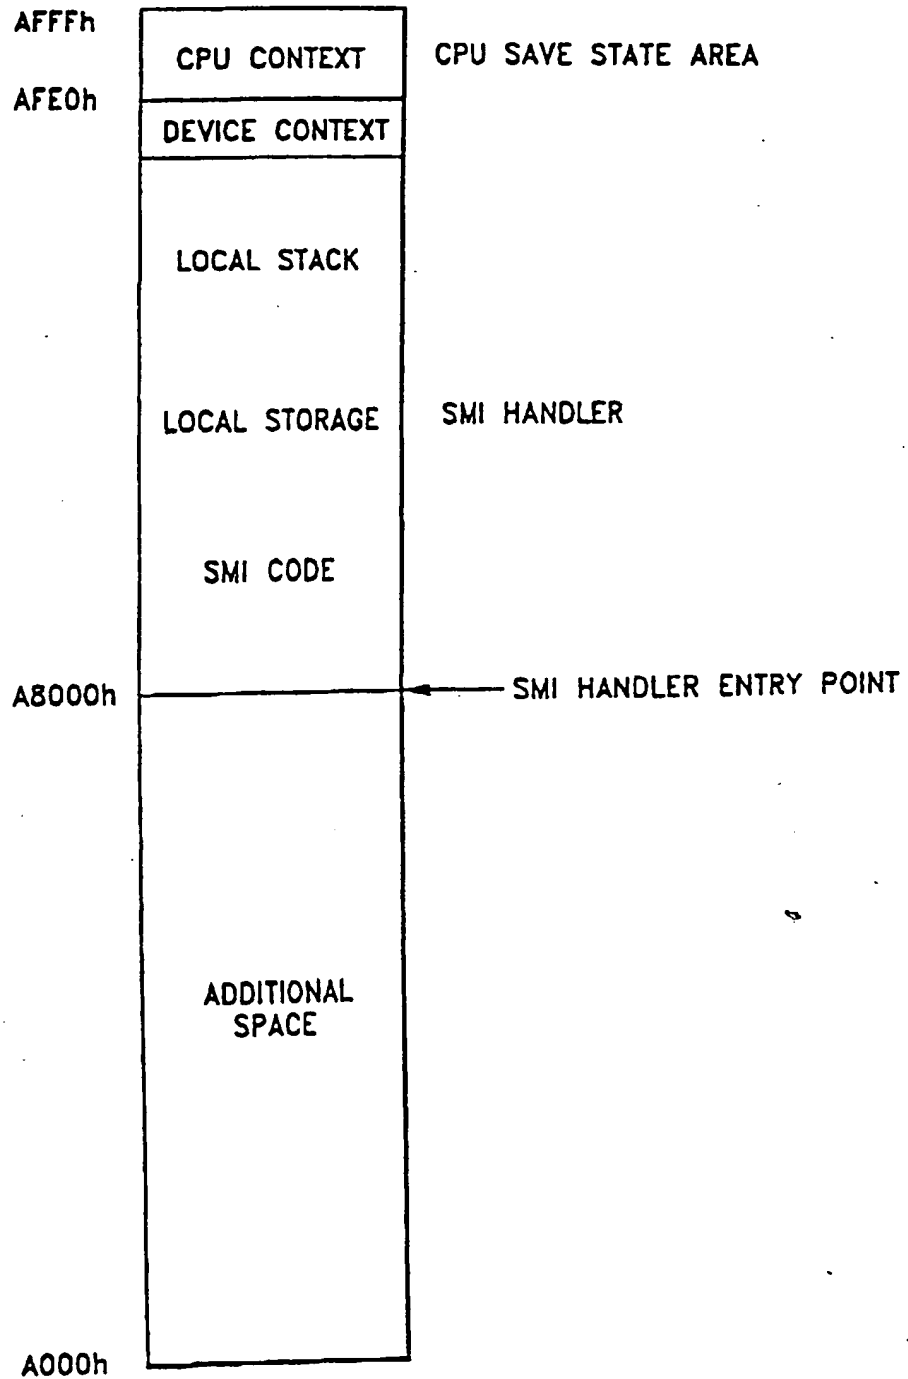 AFFFh
CPU CONTEXT
CPU SAVE STATE AREA
AFE0h
DEVICE CONTEXT
LOCAL STACK
LOCAL STORAGE
SMI HANDLER
SMI CODE
A8000h
SMI HANDLER ENTRY POINT
ADDITIONAL
SPACE
A000h